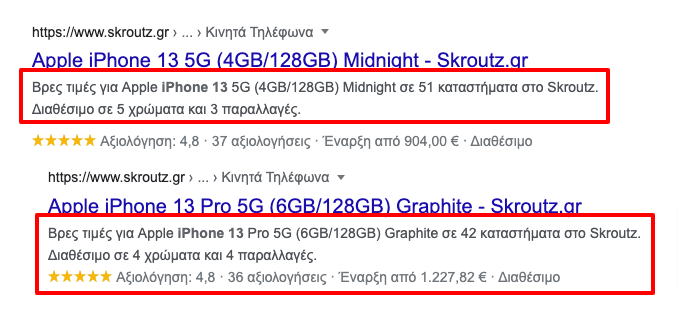 https://www.skroutz.gr › ... › Κινητά Τηλέφωνα
Apple iPhone 13 5G (4GB/128GB) Midnight - Skroutz.gr
Βρες τιμές για Apple iPhone 13 5G (4GB/128GB) Midnight σε 51 καταστήματα στο Skroutz.
Διαθέσιμο σε 5 χρώματα και 3 παραλλαγές.
Αξιολόγηση: 4,8 · 37 αξιολογήσεις · Έναρξη από 904,00 € · Διαθέσιμο
https://www.skroutz.gr › ... › Κινητά Τηλέφωνα
Apple iPhone 13 Pro 5G (6GB/128GB) Graphite - Skroutz.gr
Βρες τιμές για Apple iPhone 13 Pro 5G (6GB/128GB) Graphite σε 42 καταστήματα στο Skroutz.
Διαθέσιμο σε 4 χρώματα και 4 παραλλαγές.
Αξιολόγηση: 4,8 · 36 αξιολογήσεις · Έναρξη από 1.227,82 € · Διαθέσιμο